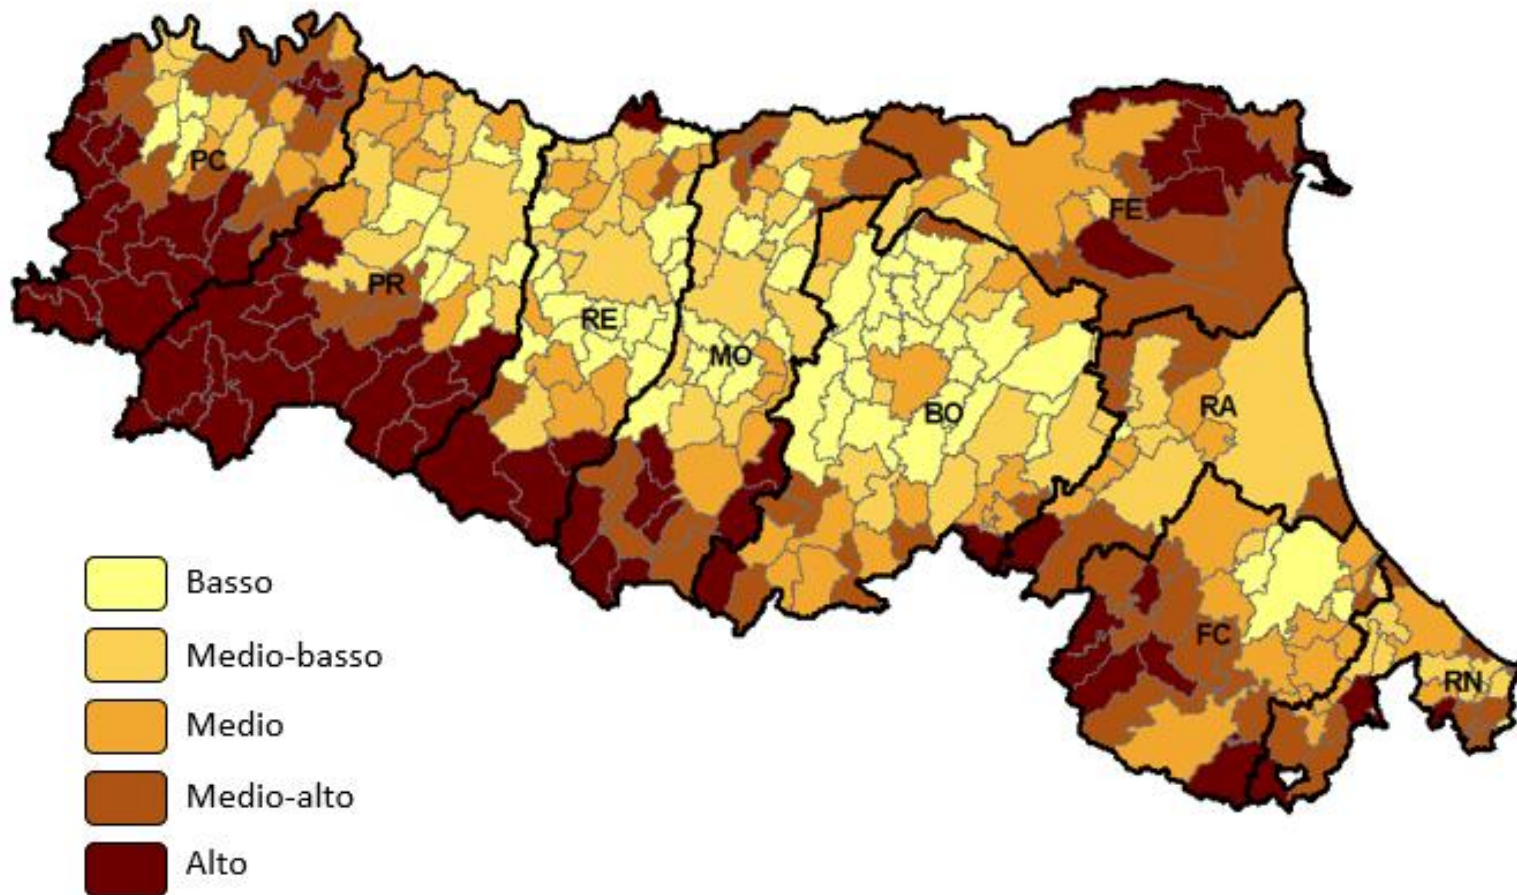 PC
PR
RE
MO
BO
FE
RA
FC
RN
Basso
Medio-basso
Medio
Medio-alto
Alto